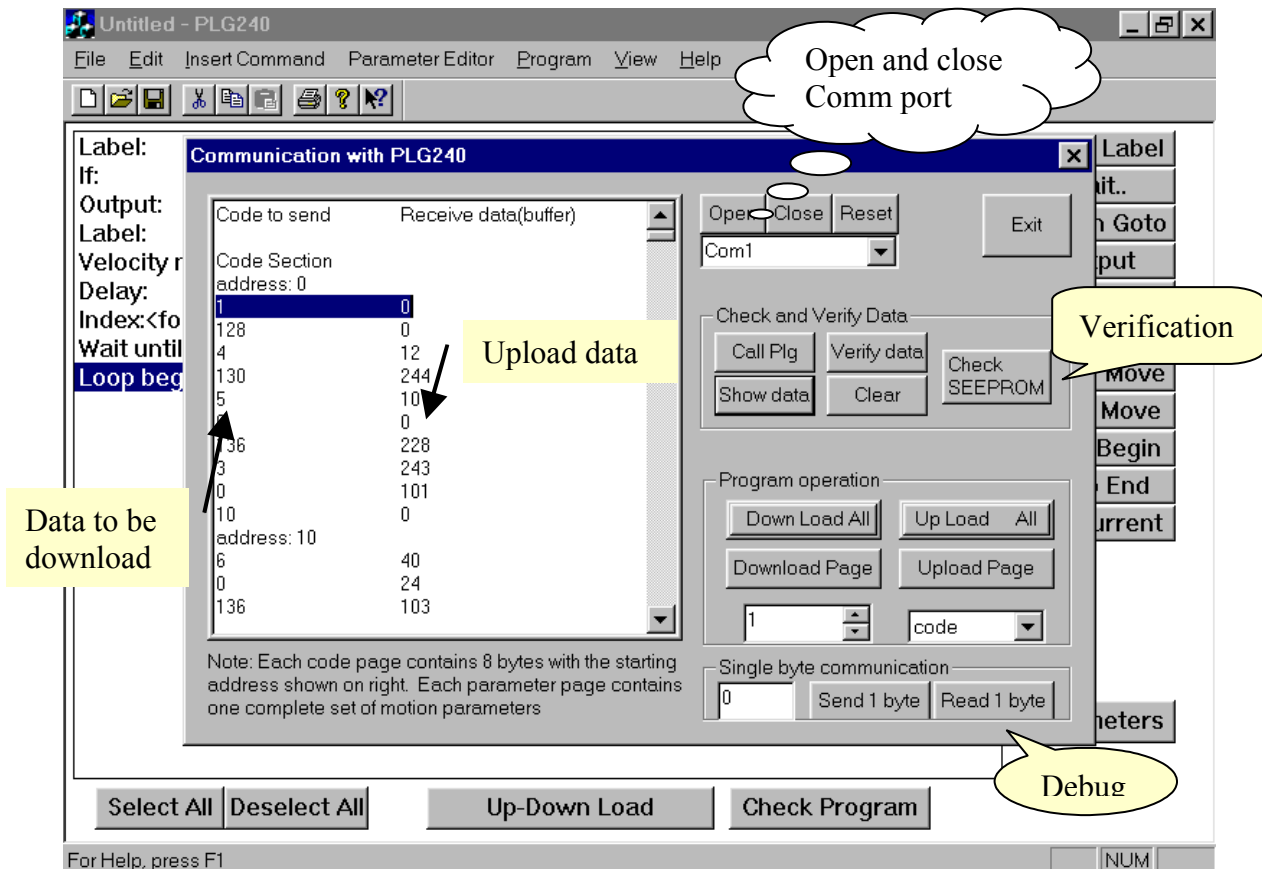 Untitled - PLG240
File Edit Insert Command Parameter Editor Program View Help
Open and close
Comm port
Label:
If:
Output:
Label:
Velocity r
Delay:
Index:<fo
Wait until
Loop beg
Communication with PLG240
Code to send Receive data(buffer)
Code Section
address: 0
1 0
128 0
4 12
130 244
5 10
0
136 228
3 243
0 101
10 0
address: 10
6 40
0 24
136 103
Upload data
Data to be
download
Note: Each code page contains 8 bytes with the starting
address shown on right. Each parameter page contains
one complete set of motion parameters
Open Close Reset
Com1
Exit
Check and Verify Data
Call Plg Verify data
Show data Clear
Check
SEEPROM
Verification
Program operation
Down Load All Up Load All
Download Page Upload Page
1 code
Single byte communication
0 Send 1 byte Read 1 byte
Debug
Label
it..
n Goto
put
Move
Move
Begin
End
urrent
neters
Select All Deselect All Up-Down Load Check Program
For Help, press F1 NUM